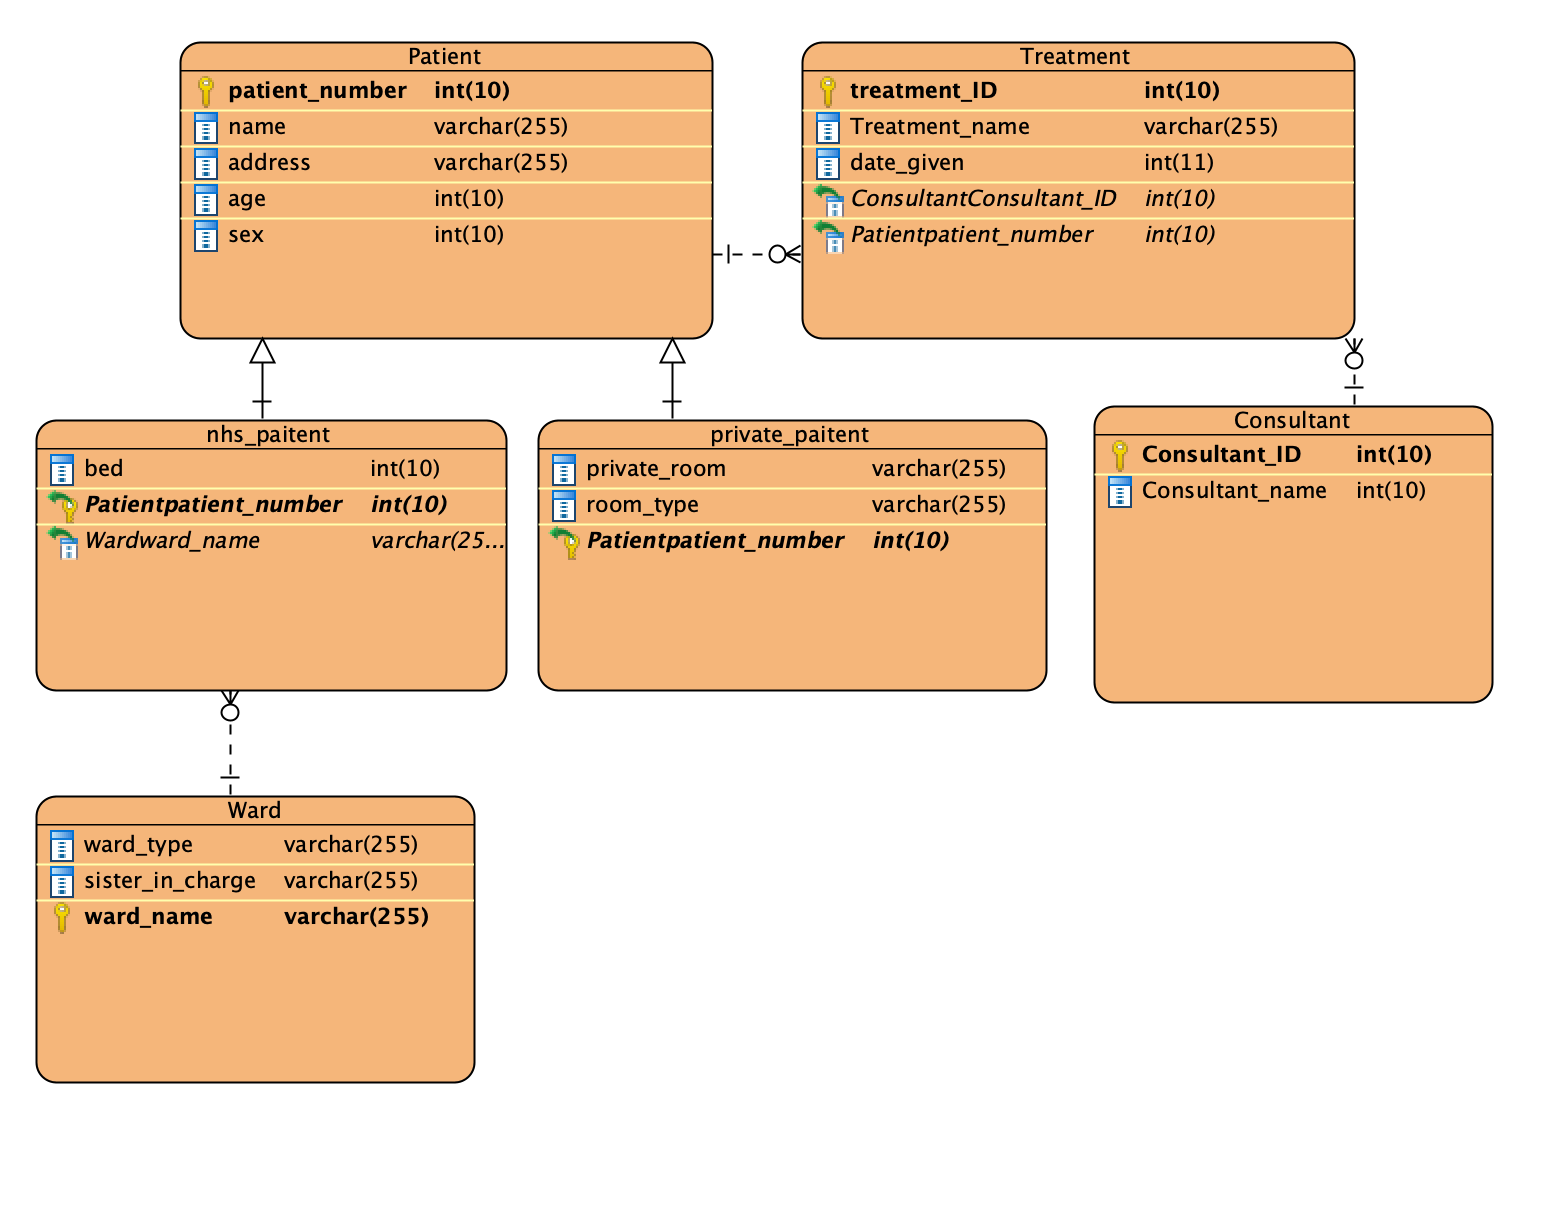 Patient
patient_number int(10)
name varchar(255)
address varchar(255)
age int(10)
sex int(10)
Treatment
treatment_ID int(10)
Treatment_name varchar(255)
date_given int(11)
ConsultantConsultant_ID int(10)
Patientpatient_number int(10)
nhs_paitent
bed int(10)
Patientpatient_number int(10)
Wardward_name varchar(25...
private_paitent
private_room varchar(255)
room_type varchar(255)
Patientpatient_number int(10)
Consultant
Consultant_ID int(10)
Consultant_name int(10)
Ward
ward_type varchar(255)
sister_in_charge varchar(255)
ward_name varchar(255)